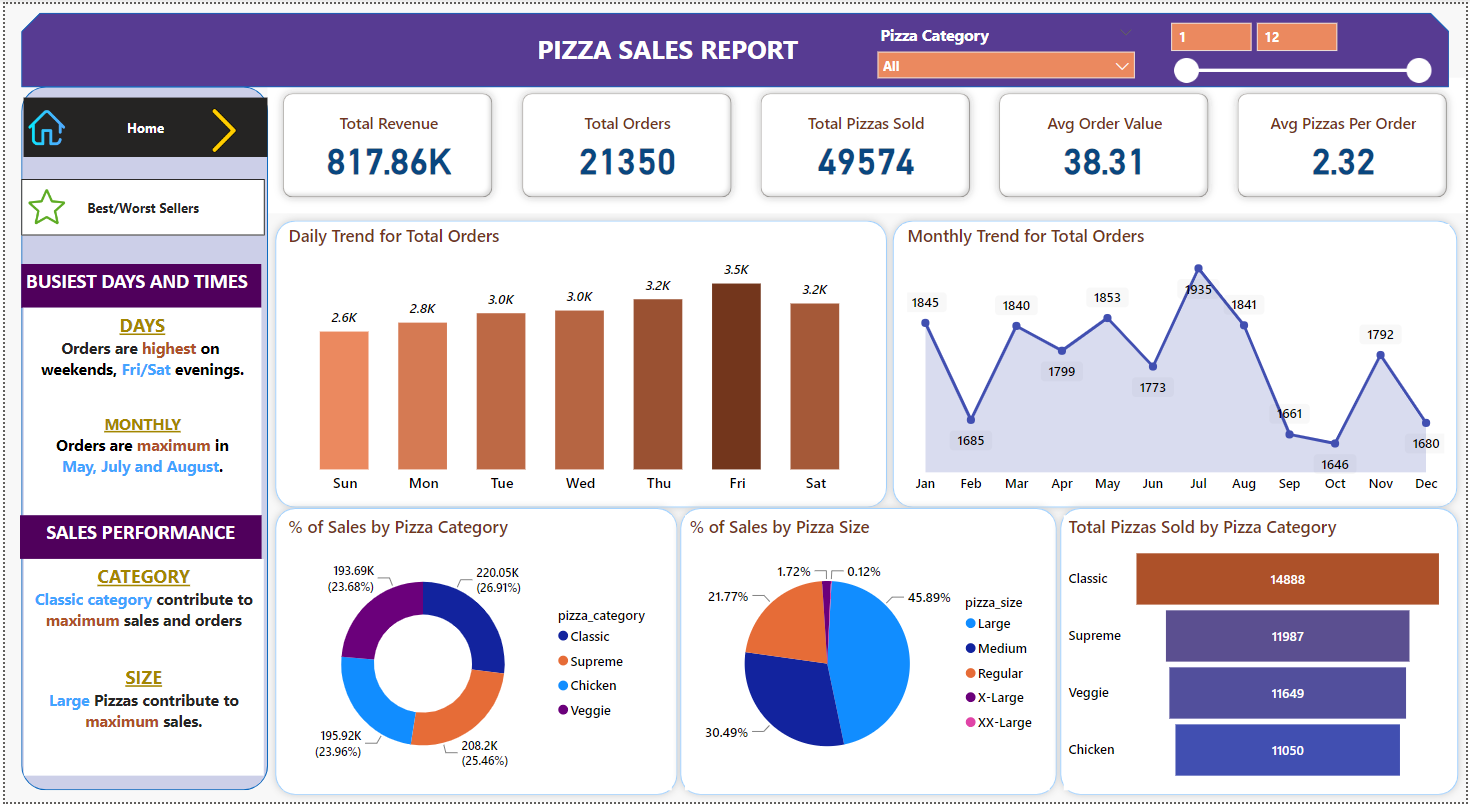 PIZZA SALES REPORT
Pizza Category
All
1
12
Home
Best/Worst Sellers
BUSIEST DAYS AND TIMES
DAYS
Orders are highest on
weekends, Fri/Sat evenings.
MONTHLY
Orders are maximum in
May, July and August.
SALES PERFORMANCE
CATEGORY
Classic category contribute to
maximum sales and orders
SIZE
Large Pizzas contribute to
maximum sales.
Total Revenue
817.86K
Total Orders
21350
Total Pizzas Sold
49574
Avg Order Value
38.31
Avg Pizzas Per Order
2.32
Daily Trend for Total Orders
2.6K
2.8K
3.0K
3.0K
3.2K
3.5K
3.2K
Sun
Mon
Tue
Wed
Thu
Fri
Sat
Monthly Trend for Total Orders
1845
1685
1840
1799
1853
1773
1935
1841
1661
1646
1792
1680
Jan
Feb
Mar
Apr
May
Jun
Jul
Aug
Sep
Oct
Nov
Dec
% of Sales by Pizza Category
193.69K
(23.68%)
220.05K
(26.91%)
195.92K
(23.96%)
208.2K
(25.46%)
pizza_category
Classic
Supreme
Chicken
Veggie
% of Sales by Pizza Size
1.72%
0.12%
21.77%
45.89%
30.49%
pizza_size
Large
Medium
Regular
X-Large
XX-Large
Total Pizzas Sold by Pizza Category
Classic
14888
Supreme
11987
Veggie
11649
Chicken
11050